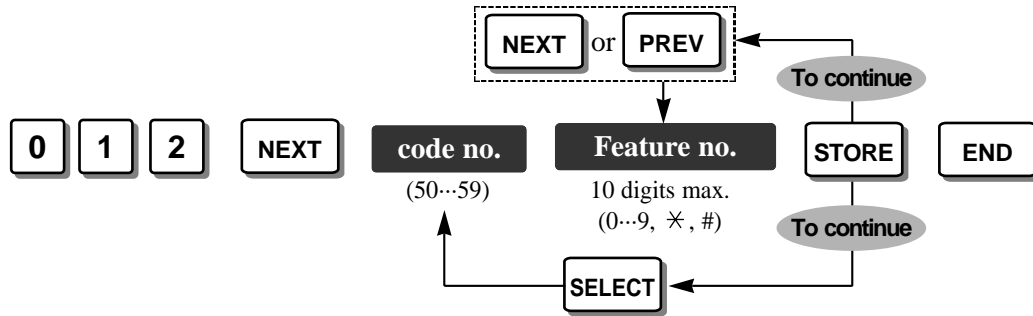 NEXT or PREV
To continue
0 1 2 NEXT code no. Feature no. STORE END
(50···59) 10 digits max.
(0···9, ✳, #)
To continue
SELECT